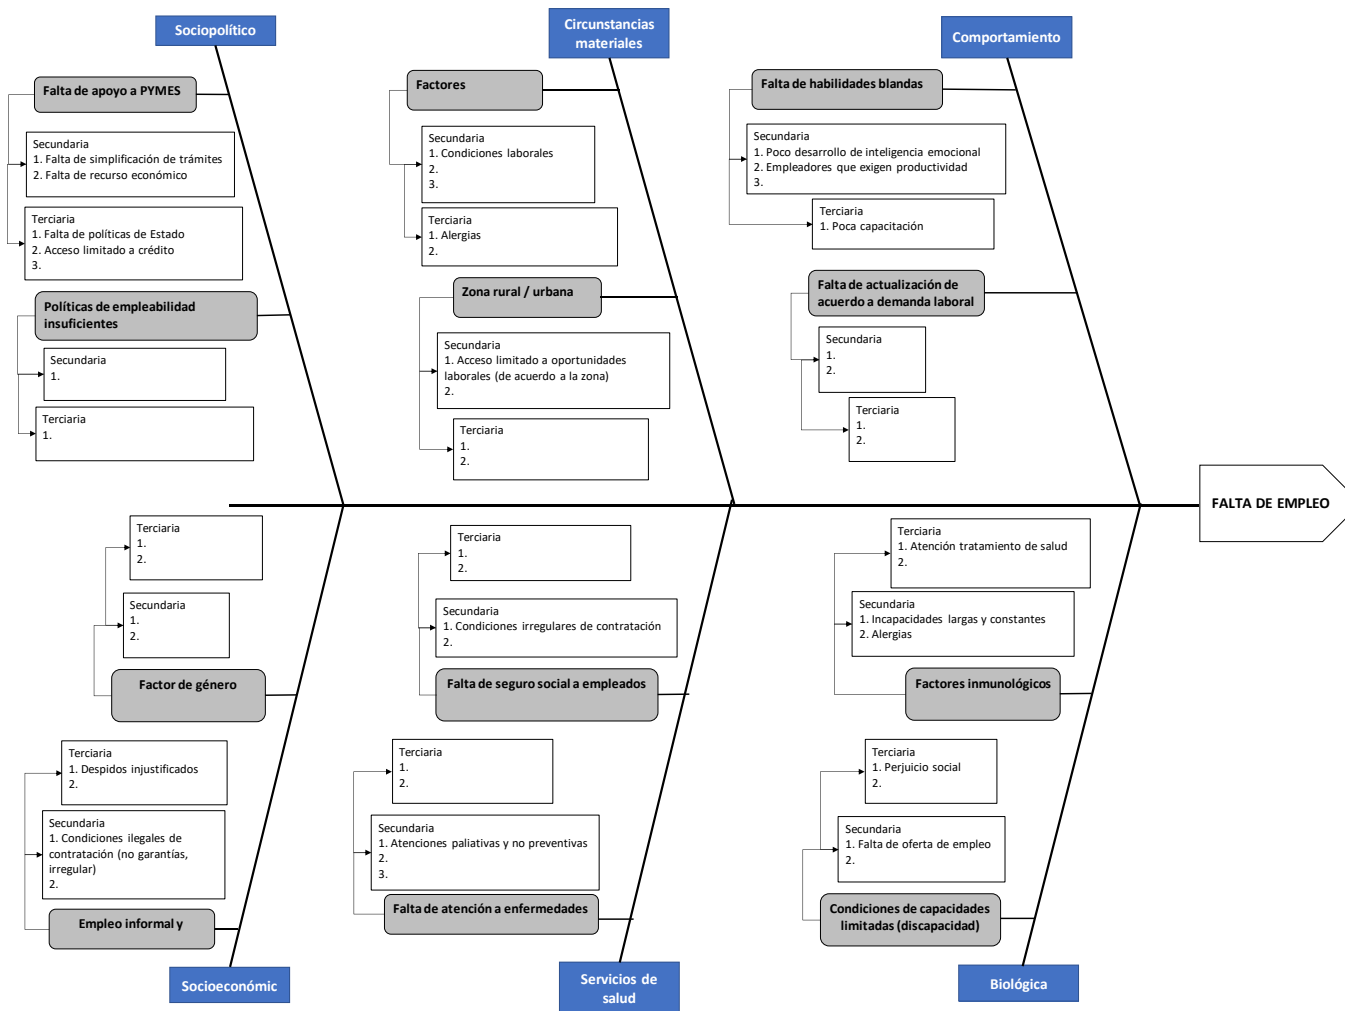 Sociopolítico
Circunstancias
materiales
Comportamiento
Falta de apoyo a PYMES
Secundaria
1. Falta de simplificación de trámites
2. Falta de recurso económico
Terciaria
1. Falta de políticas de Estado
2. Acceso limitado a crédito
3.
Políticas de empleabilidad
insuficientes
Secundaria
1.
Terciaria
1.
Factores
Secundaria
1. Condiciones laborales
2.
3.
Terciaria
1. Alergias
2.
Zona rural / urbana
Secundaria
1. Acceso limitado a oportunidades
laborales (de acuerdo a la zona)
2.
Terciaria
1.
2.
Falta de habilidades blandas
Secundaria
1. Poco desarrollo de inteligencia emocional
2. Empleadores que exigen productividad
3.
Terciaria
1. Poca capacitación
Falta de actualización de
acuerdo a demanda laboral
Secundaria
1.
2.
Terciaria
1.
2.
FALTA DE EMPLEO
Terciaria
1.
2.
Secundaria
1.
2.
Factor de género
Terciaria
1. Despidos injustificados
2.
Secundaria
1. Condiciones ilegales de
contratación (no garantías,
irregular)
2.
Empleo informal y
Socioeconómic
Terciaria
1.
2.
Secundaria
1. Condiciones irregulares de contratación
2.
Falta de seguro social a empleados
Terciaria
1.
2.
Secundaria
1. Atenciones paliativas y no preventivas
2.
3.
Falta de atención a enfermedades
Servicios de
salud
Terciaria
1. Atención tratamiento de salud
2.
Secundaria
1. Incapacidades largas y constantes
2. Alergias
Factores inmunológicos
Terciaria
1. Perjuicio social
2.
Secundaria
1. Falta de oferta de empleo
2.
Condiciones de capacidades
limitadas (discapacidad)
Biológica